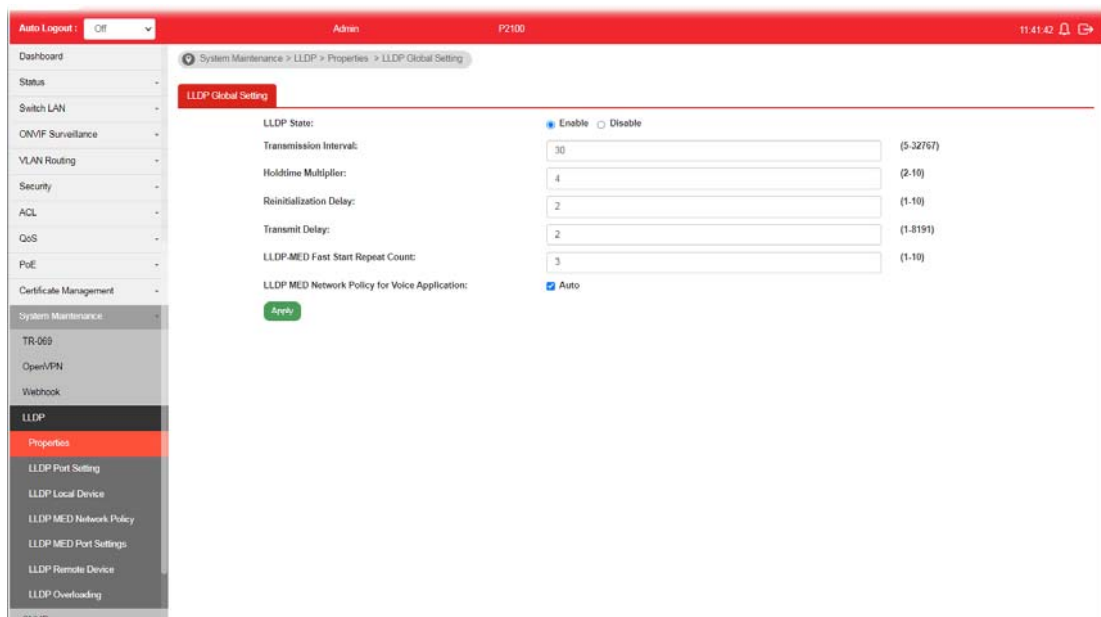 Auto Logout : Off Admin P2100 11:41:42
Dashboard
Status
Switch LAN
ONVIF Surveillance
VLAN Routing
Security
ACL
QoS
PoE
Certificate Management
System Maintenance
TR-069
OpenVPN
Webhook
LLDP
Properties
LLDP Port Setting
LLDP Local Device
LLDP MED Network Policy
LLDP MED Port Settings
LLDP Remote Device
LLDP Overloading
System Maintenance > LLDP > Properties > LLDP Global Setting
LLDP Global Setting
LLDP State: Enable Disable
Transmission Interval: 30 (5-32767)
Holdtime Multiplier: 4 (2-10)
Reinitialization Delay: 2 (1-10)
Transmit Delay: 2 (1-8191)
LLDP-MED Fast Start Repeat Count: 3 (1-10)
LLDP MED Network Policy for Voice Application: Auto
Apply